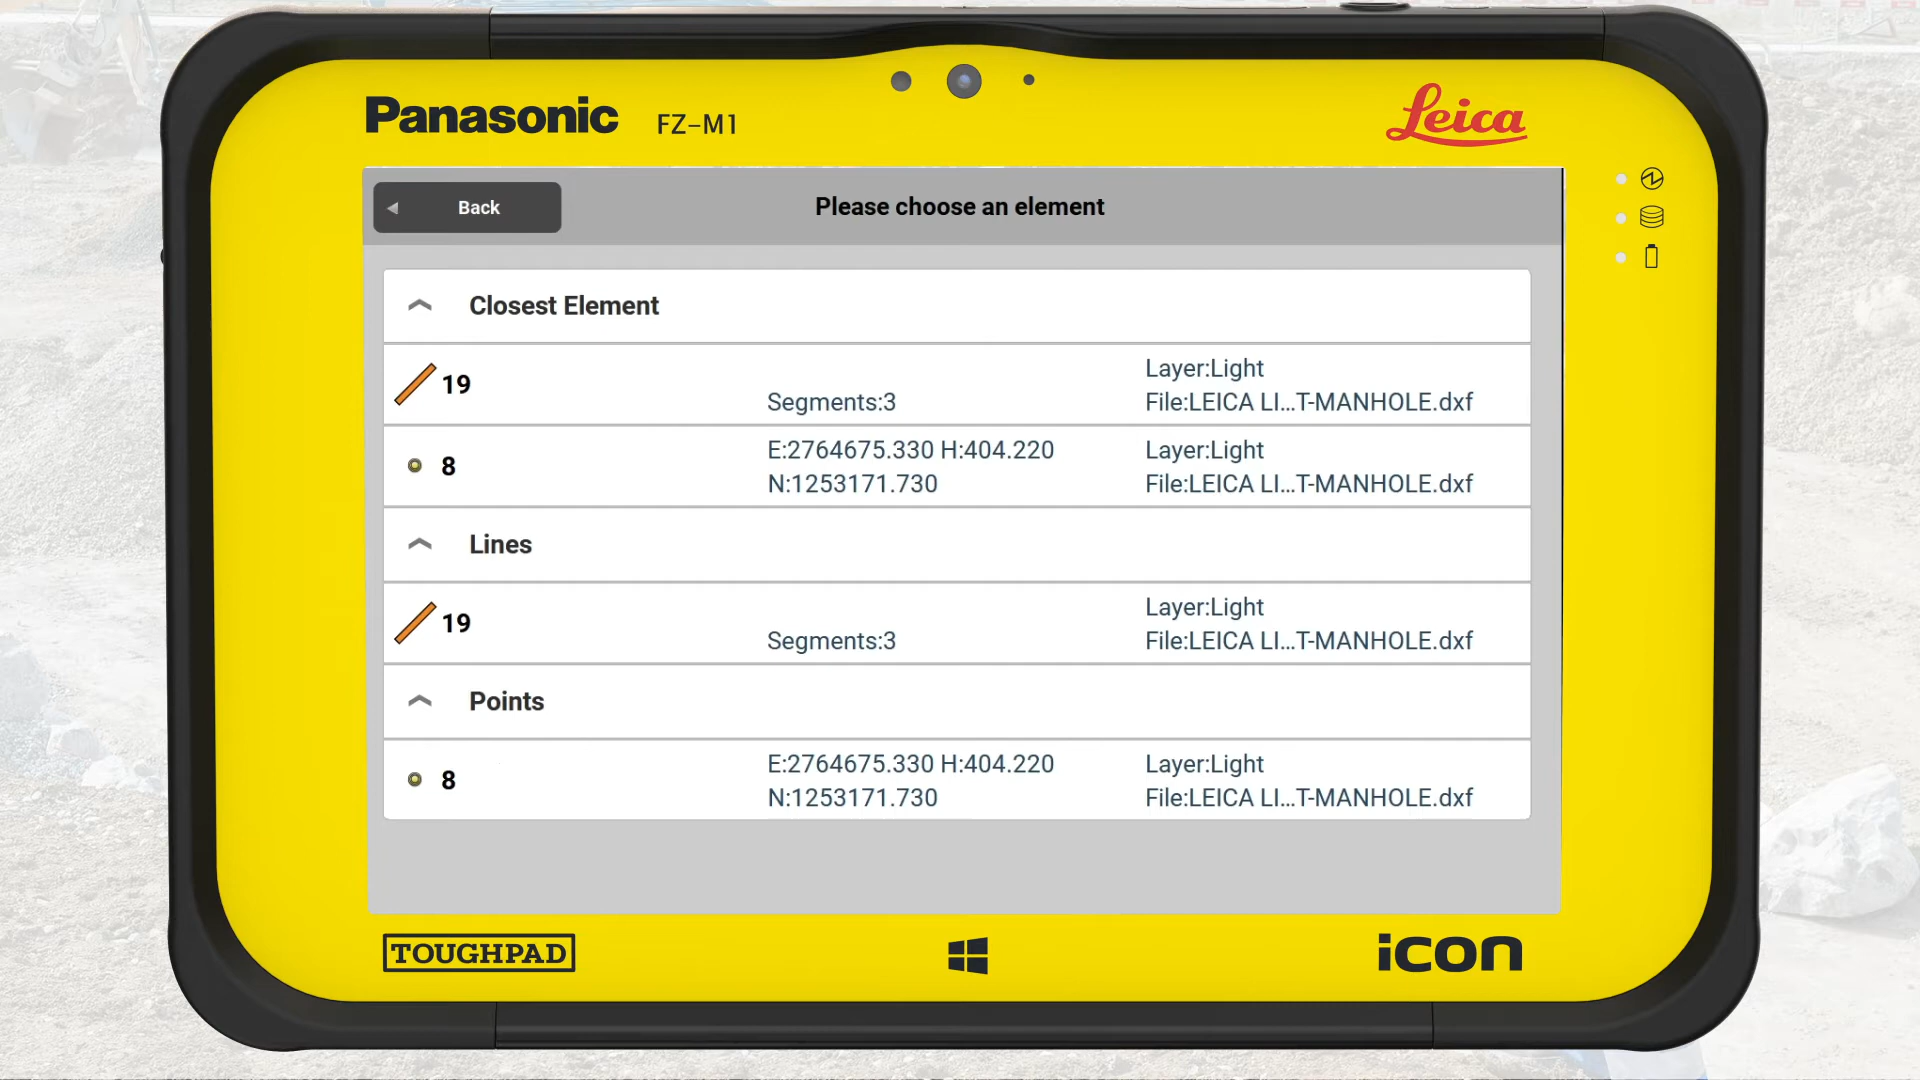 Panasonic FZ-M1
Leica
Back
Please choose an element
Closest Element
19
Segments:3
Layer:Light
File:LEICA LI...T-MANHOLE.dxf
8
E:2764675.330 H:404.220
N:1253171.730
Layer:Light
File:LEICA LI...T-MANHOLE.dxf
Lines
19
Segments:3
Layer:Light
File:LEICA LI...T-MANHOLE.dxf
Points
8
E:2764675.330 H:404.220
N:1253171.730
Layer:Light
File:LEICA LI...T-MANHOLE.dxf
TOUGHPAD
icon